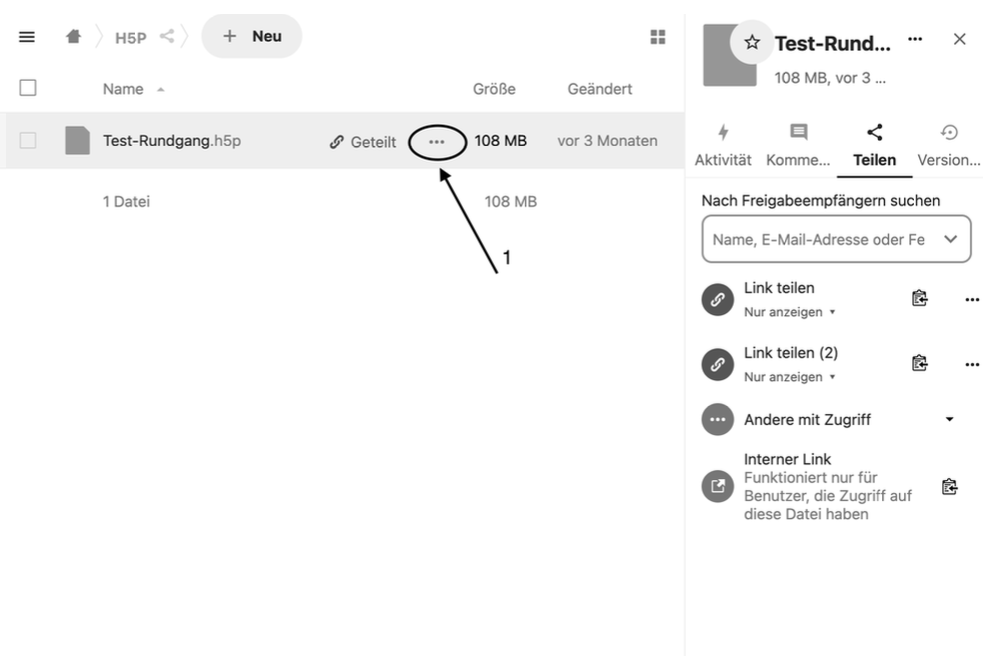 H5P
+ Neu
Name
Größe
Geändert
Test-Rundgang.h5p
Geteilt
108 MB
vor 3 Monaten
1 Datei
108 MB
1
Test-Rund...
108 MB, vor 3 ...
Aktivität
Komme...
Teilen
Version...
Nach Freigabeempfängern suchen
Name, E-Mail-Adresse oder Fe
Link teilen
Nur anzeigen
Link teilen (2)
Nur anzeigen
Andere mit Zugriff
Interner Link
Funktioniert nur für
Benutzer, die Zugriff auf
diese Datei haben